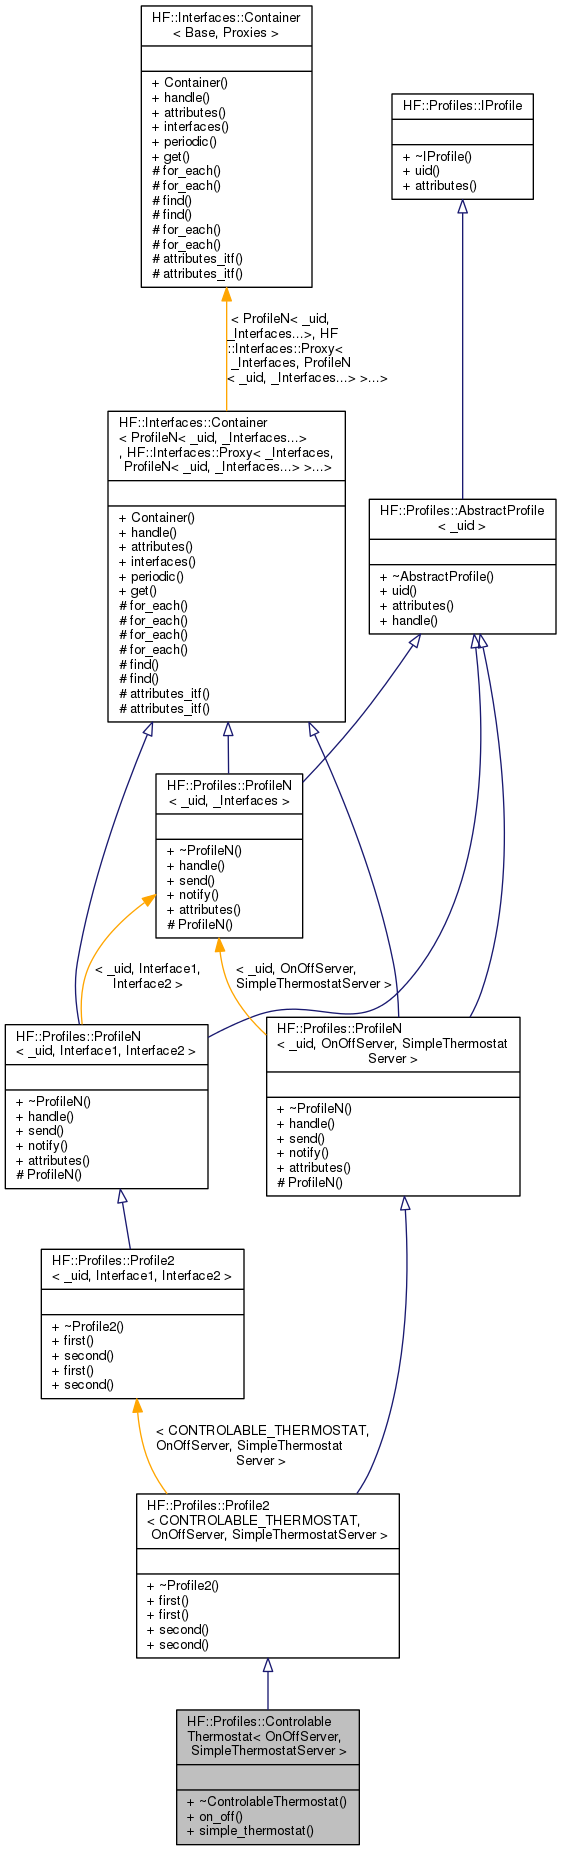 HF::Interfaces::Container
< Base, Proxies >
+ Container()
+ handle()
+ attributes()
+ interfaces()
+ periodic()
+ get()
# for_each()
# for_each()
# find()
# find()
# for_each()
# for_each()
# attributes_itf()
# attributes_itf()
HF::Profiles::IProfile
+ ~IProfile()
+ uid()
+ attributes()
< ProfileN< _uid,
_Interfaces...>, HF
::Interfaces::Proxy<
_Interfaces, ProfileN
< _uid, _Interfaces...> >...>
HF::Interfaces::Container
< ProfileN< _uid, _Interfaces...>
, HF::Interfaces::Proxy< _Interfaces,
ProfileN< _uid, _Interfaces...> >...>
+ Container()
+ handle()
+ attributes()
+ interfaces()
+ periodic()
+ get()
# for_each()
# for_each()
# for_each()
# for_each()
# find()
# find()
# attributes_itf()
# attributes_itf()
HF::Profiles::AbstractProfile
< _uid >
+ ~AbstractProfile()
+ uid()
+ attributes()
+ handle()
HF::Profiles::ProfileN
< _uid, _Interfaces >
+ ~ProfileN()
+ handle()
+ send()
+ notify()
+ attributes()
# ProfileN()
< _uid, Interface1,
Interface2 >
< _uid, OnOffServer,
SimpleThermostatServer >
HF::Profiles::ProfileN
< _uid, Interface1, Interface2 >
+ ~ProfileN()
+ handle()
+ send()
+ notify()
+ attributes()
# ProfileN()
HF::Profiles::ProfileN
< _uid, OnOffServer, SimpleThermostat
Server >
+ ~ProfileN()
+ handle()
+ send()
+ notify()
+ attributes()
# ProfileN()
HF::Profiles::Profile2
< _uid, Interface1, Interface2 >
+ ~Profile2()
+ first()
+ second()
+ first()
+ second()
< CONTROLABLE_THERMOSTAT,
OnOffServer, SimpleThermostat
Server >
HF::Profiles::Profile2
< CONTROLABLE_THERMOSTAT,
OnOffServer, SimpleThermostatServer >
+ ~Profile2()
+ first()
+ first()
+ second()
+ second()
HF::Profiles::Controlable
Thermostat< OnOffServer,
SimpleThermostatServer >
+ ~ControlableThermostat()
+ on_off()
+ simple_thermostat()